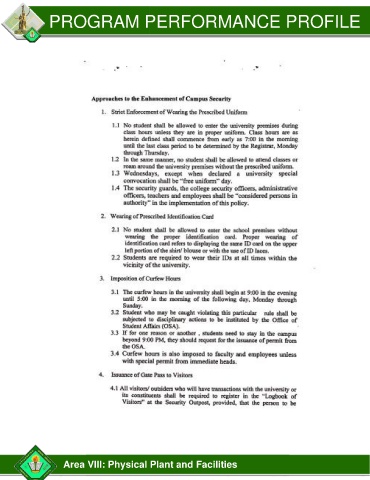 PROGRAM PERFORMANCE PROFILE
Approaches to the Enhancement of Campus Security
1. Strict Enforcement of Wearing the Prescribed Uniform
1.1 No student shall be allowed to enter the university premises during
class hours unless they are in proper uniform. Class hours are as
herein defined shall commence from early as 7:00 in the morning
until the last class period to be determined by the Registrar, Monday
through Thursday.
1.2 In the same manner, no student shall be allowed to attend classes or
roam around the university premises without the prescribed uniform.
1.3 Wednesdays, except when declared a university special
convocation shall be "free uniform" day.
1.4 The security guards, the college security officers, administrative
officers, teachers and employees shall be "considered persons in
authority" in the implementation of this policy.
2. Wearing of Prescribed Identification Card
2.1 No student shall be allowed to enter the school premises without
wearing the proper identification card. Proper wearing of
identification card refers to displaying the same ID card on the upper
left portion of the shirt/ blouse or with the use of ID laces.
2.2 Students are required to wear their IDs at all times within the
vicinity of the university.
3. Imposition of Curfew Hours
3.1 The curfew hours in the university shall begin at 9:00 in the evening
until 5:00 in the morning of the following day, Monday through
Sunday.
3.2 Student who may be caught violating this particular rule shall be
subjected to disciplinary actions to be instituted by the Office of
Student Affairs (OSA).
3.3 If for one reason or another , students need to stay in the campus
beyond 9:00 PM, they should request for the issuance of permit from
the OSA.
3.4 Curfew hours is also imposed to faculty and employees unless
with special permit from immediate heads.
4. Issuance of Gate Pass to Visitors
4.1 All visitors/ outsiders who will have transactions with the university or
its constituents shall be required to register in the "Logbook of
Visitors" at the Security Outpost, provided, that the person to be
Area VIII: Physical Plant and Facilities